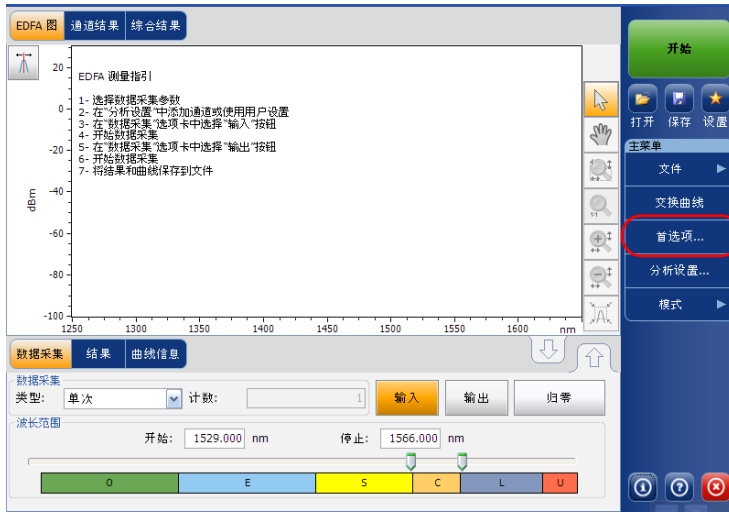 EDFA 图 通道结果 综合结果
EDFA 测量指引
1- 选择数据采集参数
2- 在"分析设置"中添加通道或使用用户设置
3- 在"数据采集"选项卡中选择"输入"按钮
4- 开始数据采集
5- 在"数据采集"选项卡中选择"输出"按钮
6- 开始数据采集
7- 将结果和曲线保存到文件
20
0
-20
-40
-60
-80
-100
dBm
1250 1300 1350 1400 1450 1500 1550 1600 nm
1:1
数据采集 结果 曲线信息
数据采集
类型: 单次 计数: 1 输入 输出 归零
波长范围
开始: 1529.000 nm 停止: 1566.000 nm
O E S C L U
开始
打开 保存 设置
主菜单
文件
交换曲线
首选项...
分析设置...
模式